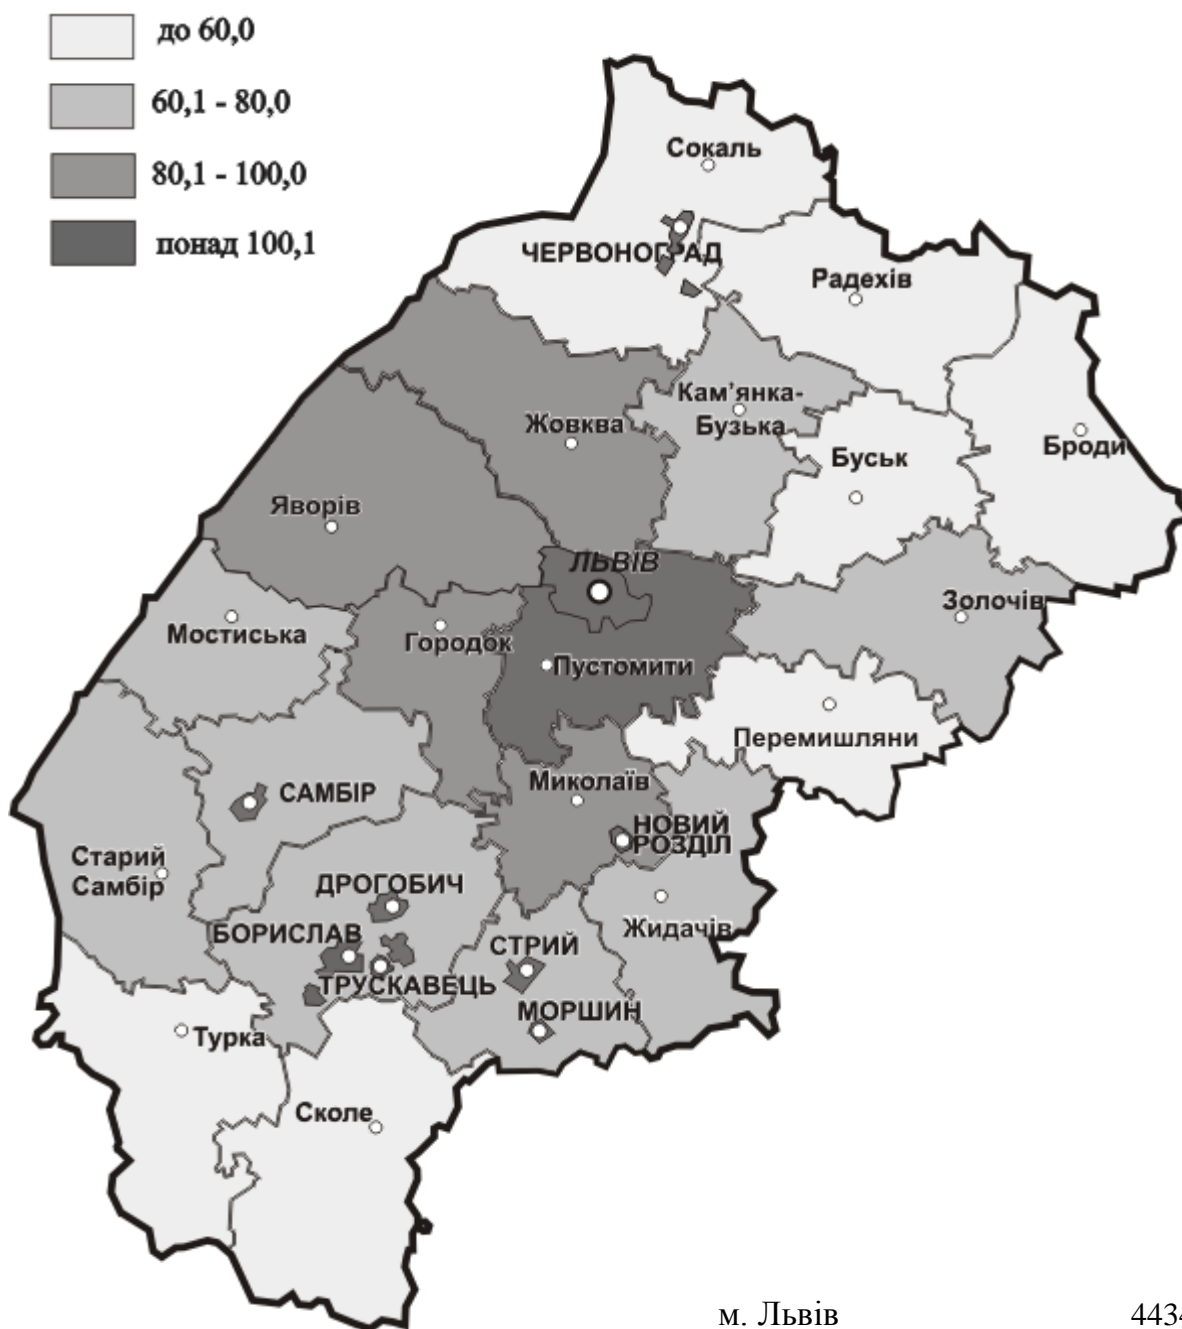 до 60,0
60,1 - 80,0
80,1 - 100,0
понад 100,1
Сокаль
ЧЕРВОНОГРАД
Радехів
Кам’янка-
Бузька
Жовква
Броди
Буськ
Яворів
ЛЬВІВ
Золочів
Мостиська
Городок
Пустомити
Перемишляни
Миколаїв
САМБІР
НОВИЙ
РОЗДІЛ
Старий
Самбір
ДРОГОБИЧ
Жидачів
БОРИСЛАВ
СТРИЙ
ТРУСКАВЕЦЬ
МОРШИН
Турка
Сколе
м. Львів 4434